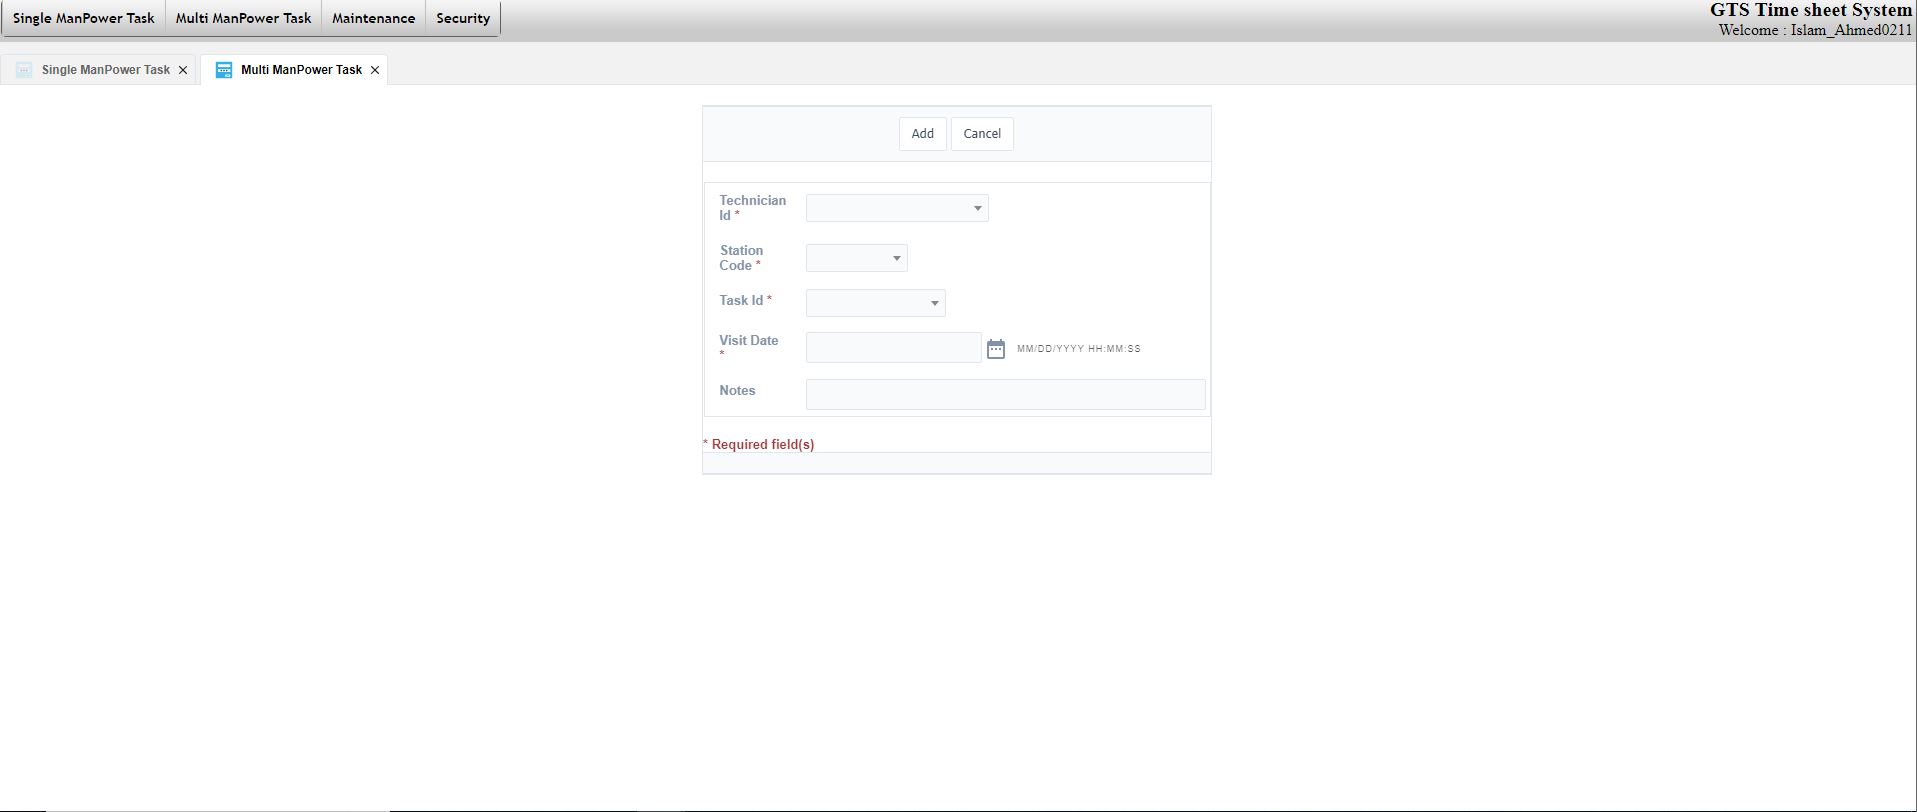 Single ManPower Task Multi ManPower Task Maintenance Security
GTS Time sheet System
Welcome : Islam_Ahmed0211
Single ManPower Task Multi ManPower Task
Add Cancel
Technician
Id *
Station
Code *
Task Id *
Visit Date
*
MM/DD/YYYY HH:MM:SS
Notes
* Required field(s)